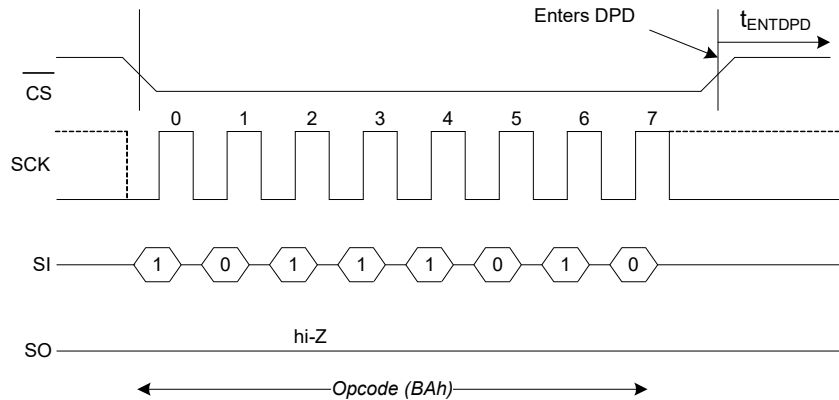 Enters DPD
tENTDPD
CS
0 1 2 3 4 5 6 7
SCK
SI 1 0 1 1 1 0 1 0
hi-Z
SO
Opcode (BAh)